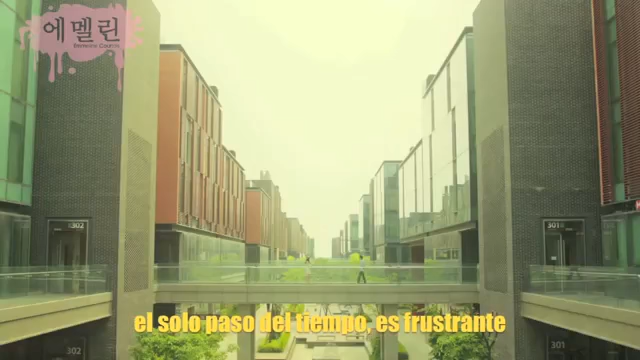 에멜린
302
301
el solo paso del tiempo, es frustrante
302
301